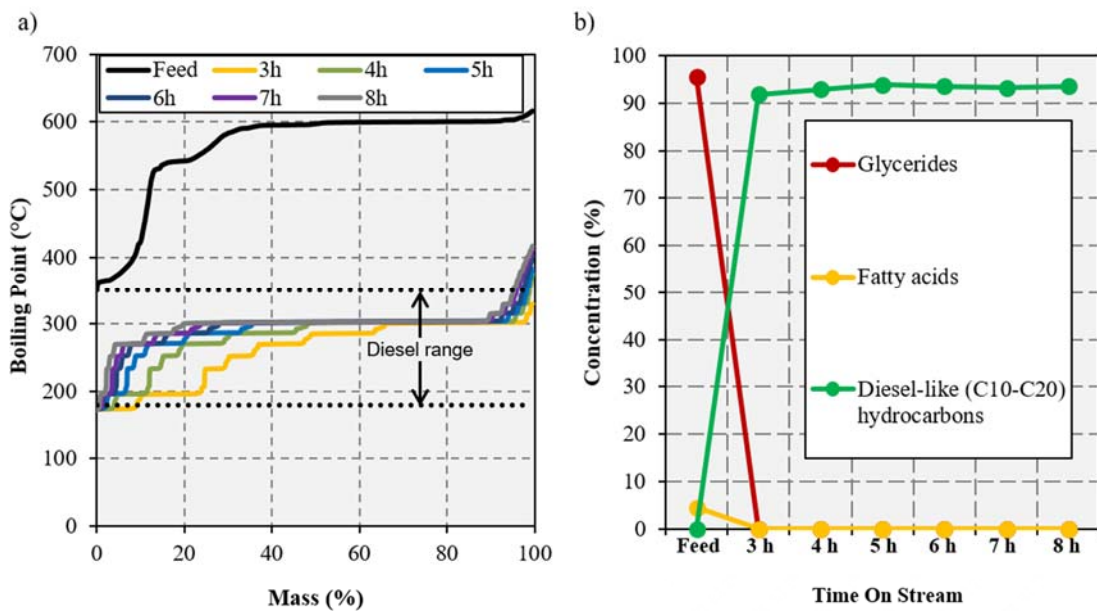 a)
700
600
500
400
300
200
100
0
Boiling Point (°C)
Feed 3h 4h 5h
6h 7h 8h
Diesel range
0 20 40 60 80 100
Mass (%)
b)
100
90
80
70
60
50
40
30
20
10
0
Concentration (%)
Glycerides
Fatty acids
Diesel-like (C10-C20)
hydrocarbons
Feed 3 h 4 h 5 h 6 h 7 h 8 h
Time On Stream